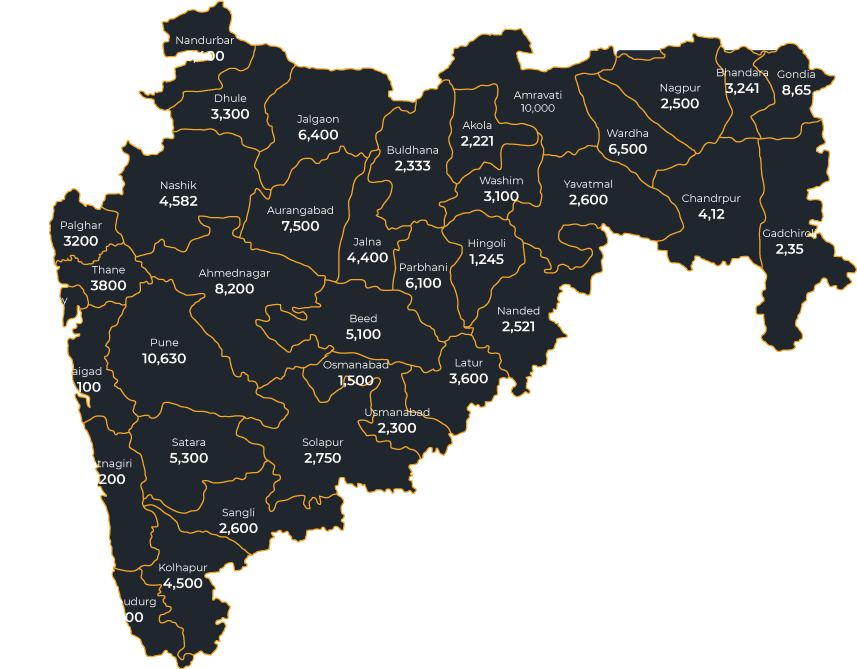 Nandurbar
Dhule
3,300
Jalgaon
6,400
Buldhana
2,333
Akola
2,221
Amravati
10,000
Wardha
6,500
Nagpur
2,500
Bhandara
3,241
Gondia
8,65
Nashik
4,582
Aurangabad
7,500
Washim
3,100
Yavatmal
2,600
Chandrpur
4,12
Gadchiroli
2,35
Palghar
3200
Thane
3800
y
Ahmednagar
8,200
Jalna
4,400
Parbhani
6,100
Hingoli
1,245
Nanded
2,521
Pune
10,630
Beed
5,100
Osmanabad
1,500
Latur
3,600
aigad
100
Usmanabad
2,300
Satara
5,300
Solapur
2,750
tnagiri
200
Sangli
2,600
Kolhapur
4,500
udurg
00